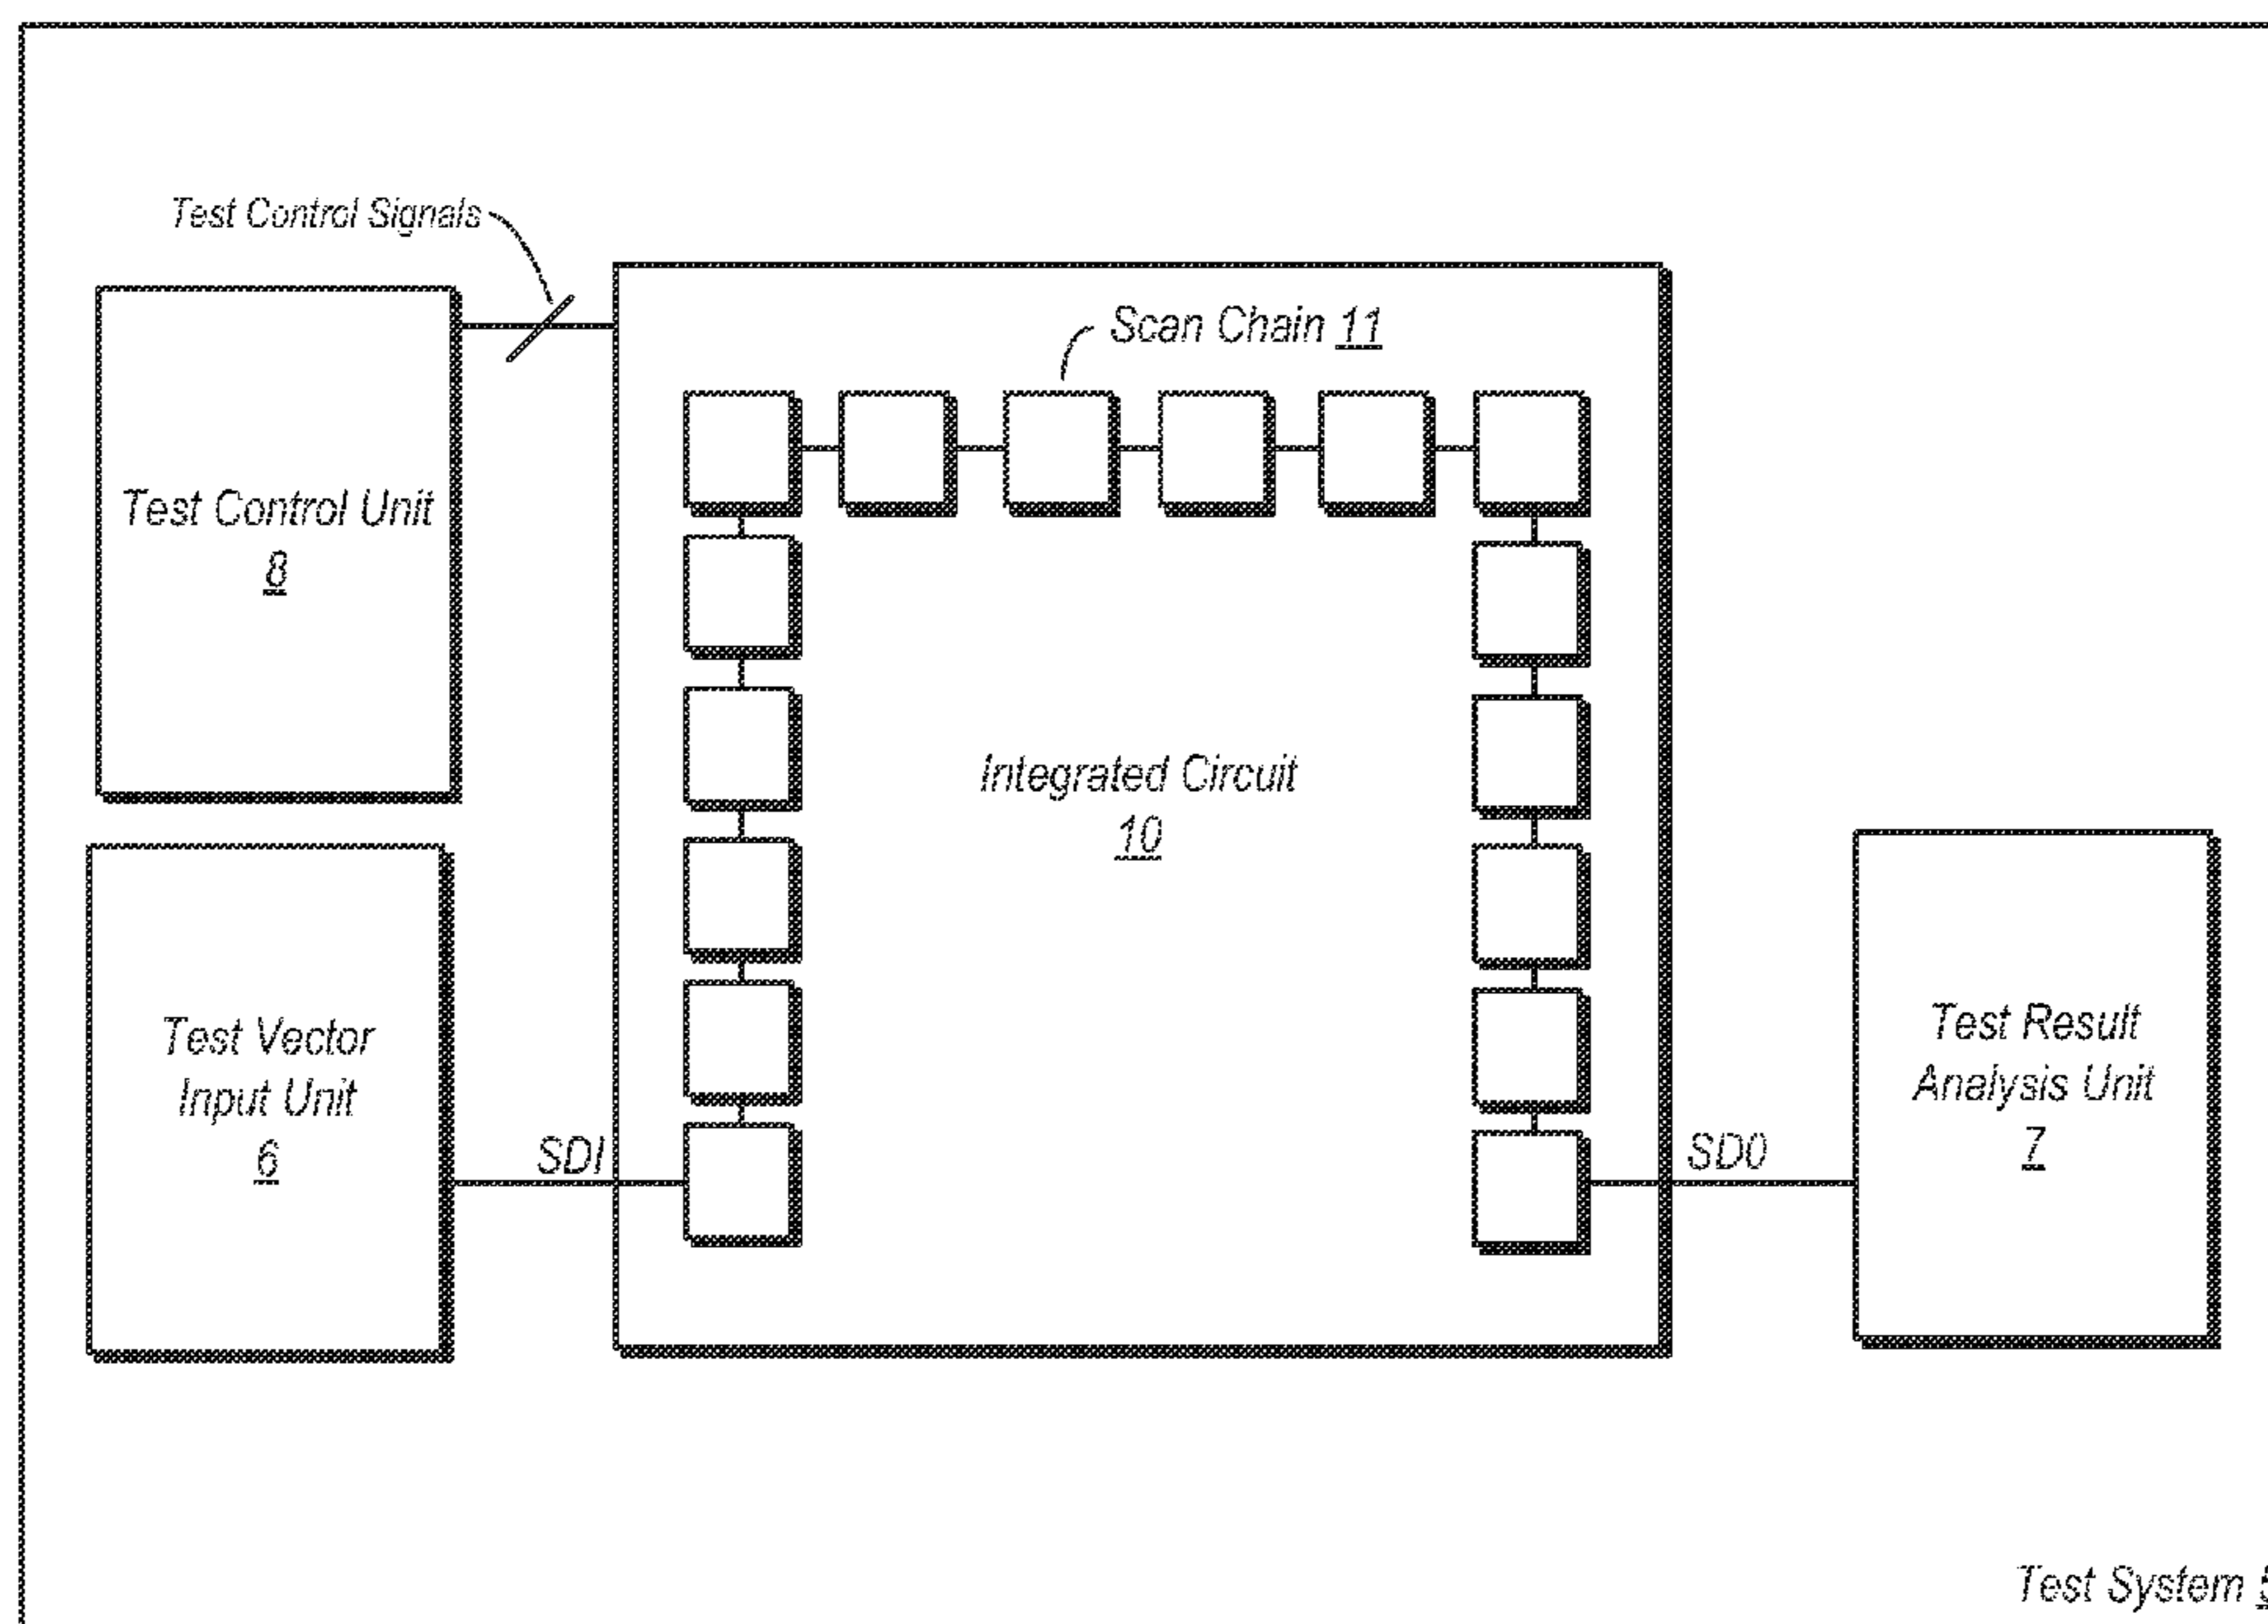 Test Control Signals
Scan Chain 11
Test Control Unit
8
Integrated Circuit
10
Test Vector
Input Unit
6
SDI
SD0
Test Result
Analysis Unit
7
Test System